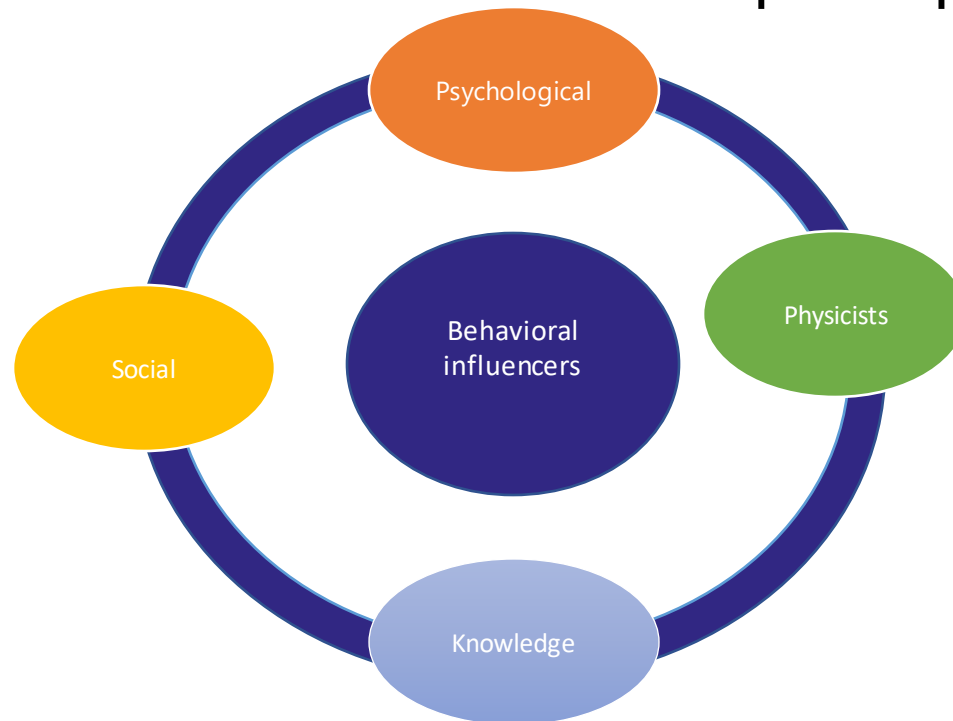 Psychological
Physicists
Behavioral
influencers
Social
Knowledge